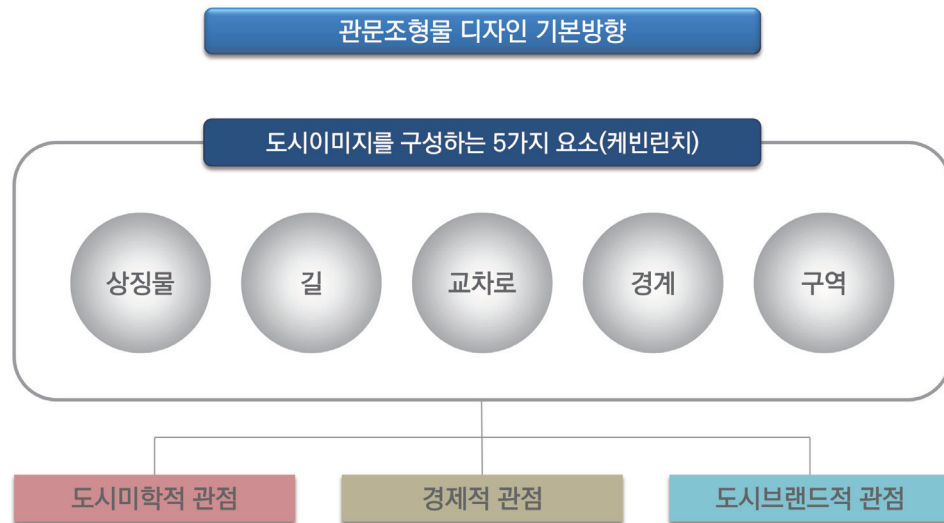 관문조형물 디자인 기본방향
도시이미지를 구성하는 5가지 요소(케빈린치)
상징물 길 교차로 경계 구역
도시미학적 관점 경제적 관점 도시브랜드적 관점